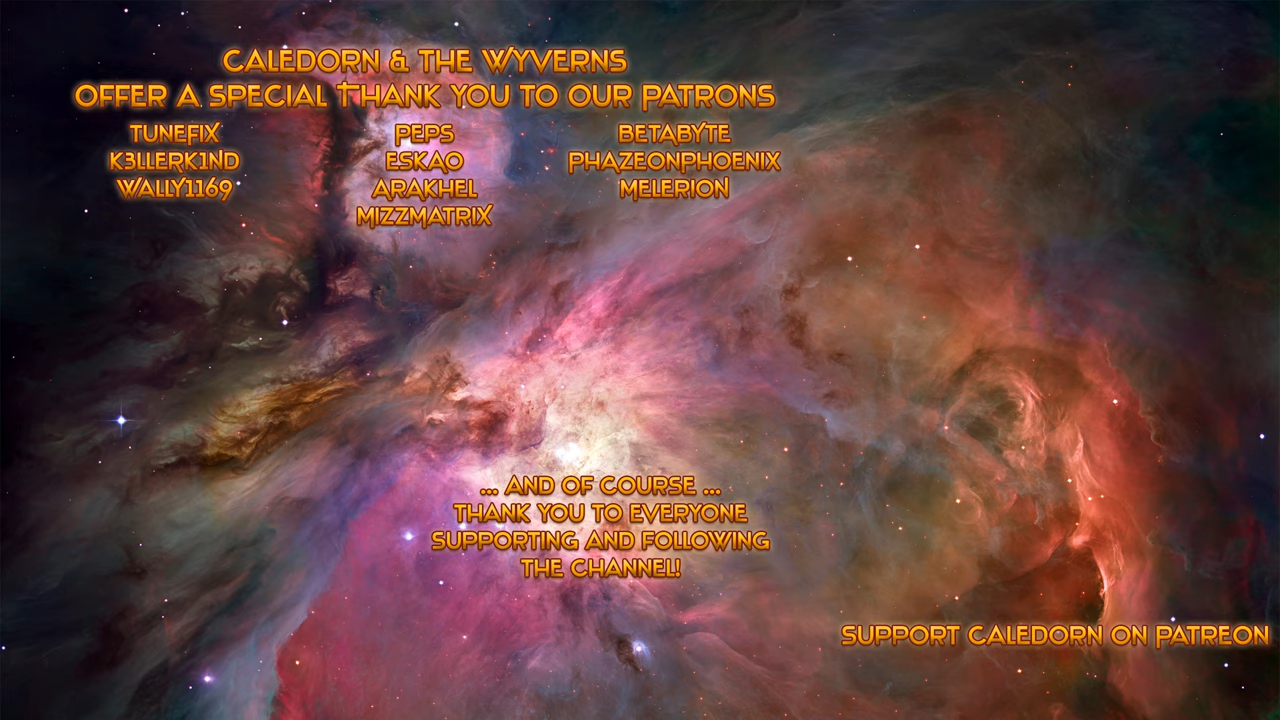 CALEDORN & THE WYVERNS
OFFER A SPECIAL THANK YOU TO OUR PATRONS
TUNEFIX PEPS BETABYTE
K3LLERK1ND ESKAO PHAZEONPHOENIX
WALLY1169 ARAKHEL MELERION
MIZZMATRIX
... AND OF COURSE ...
THANK YOU TO EVERYONE
SUPPORTING AND FOLLOWING
THE CHANNEL!
SUPPORT CALEDORN ON PATREON